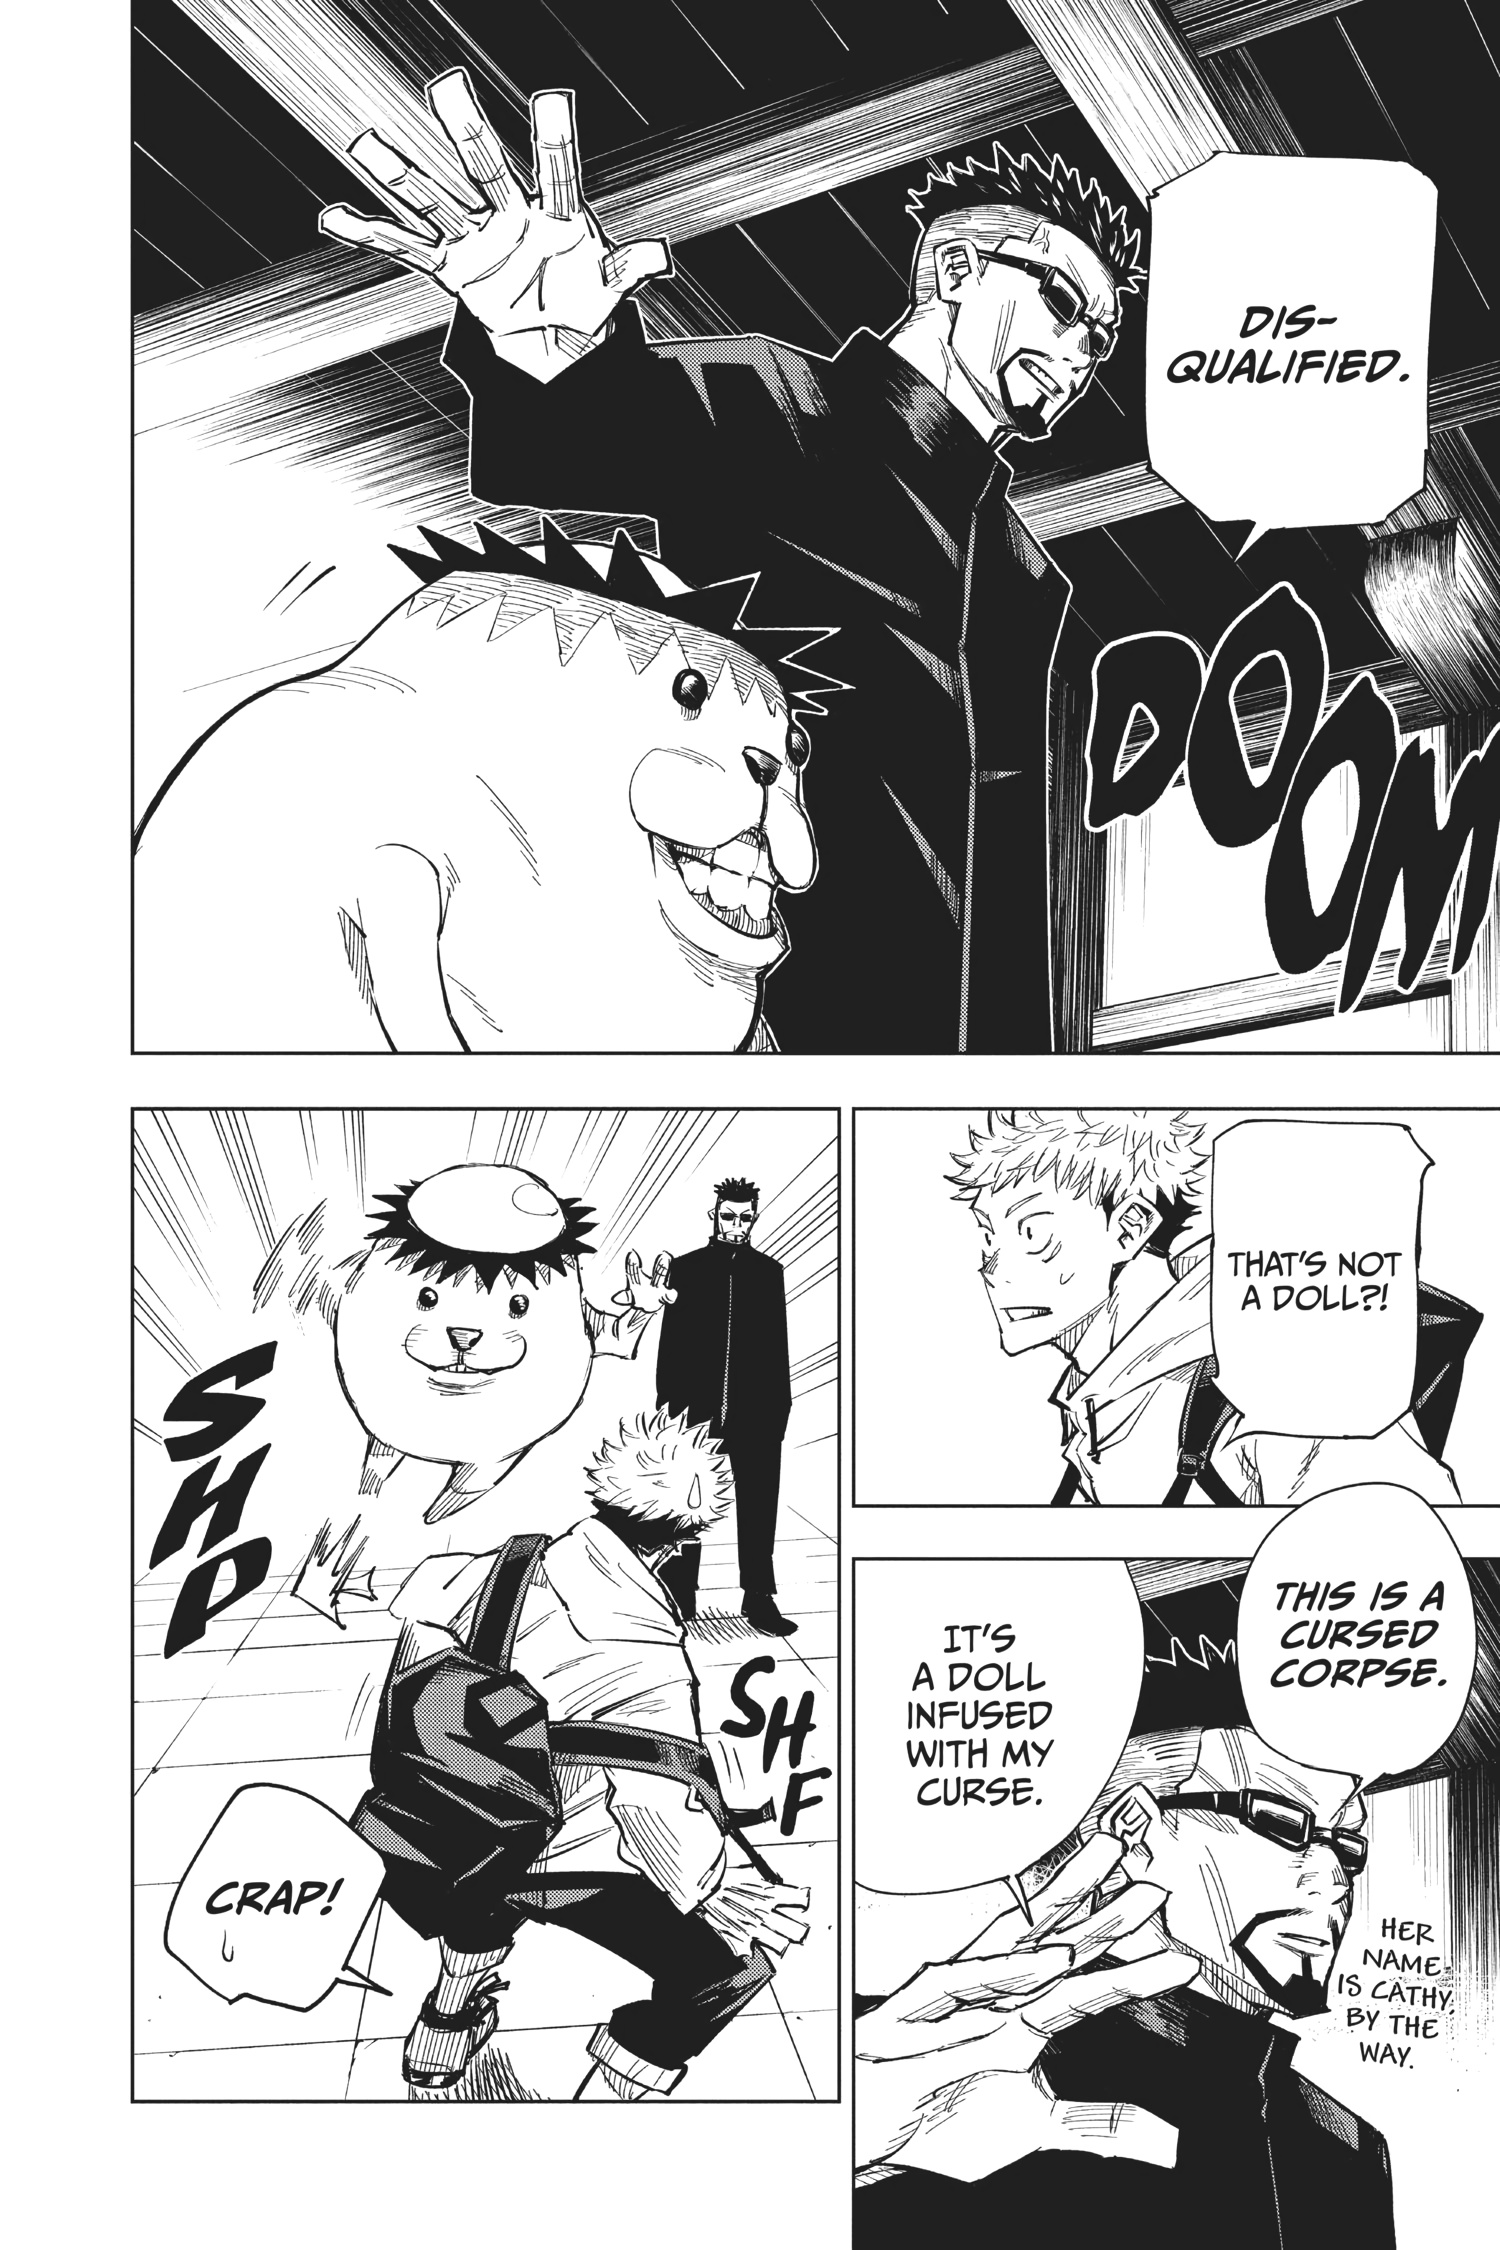 DIS-
QUALIFIED.
DOOM
THAT'S NOT
A DOLL?!
THIS IS A
CURSED
CORPSE.
IT'S
A DOLL
INFUSED
WITH MY
CURSE.
HER
NAME
IS CATHY,
BY THE
WAY.
SHP
SHF
CRAP!